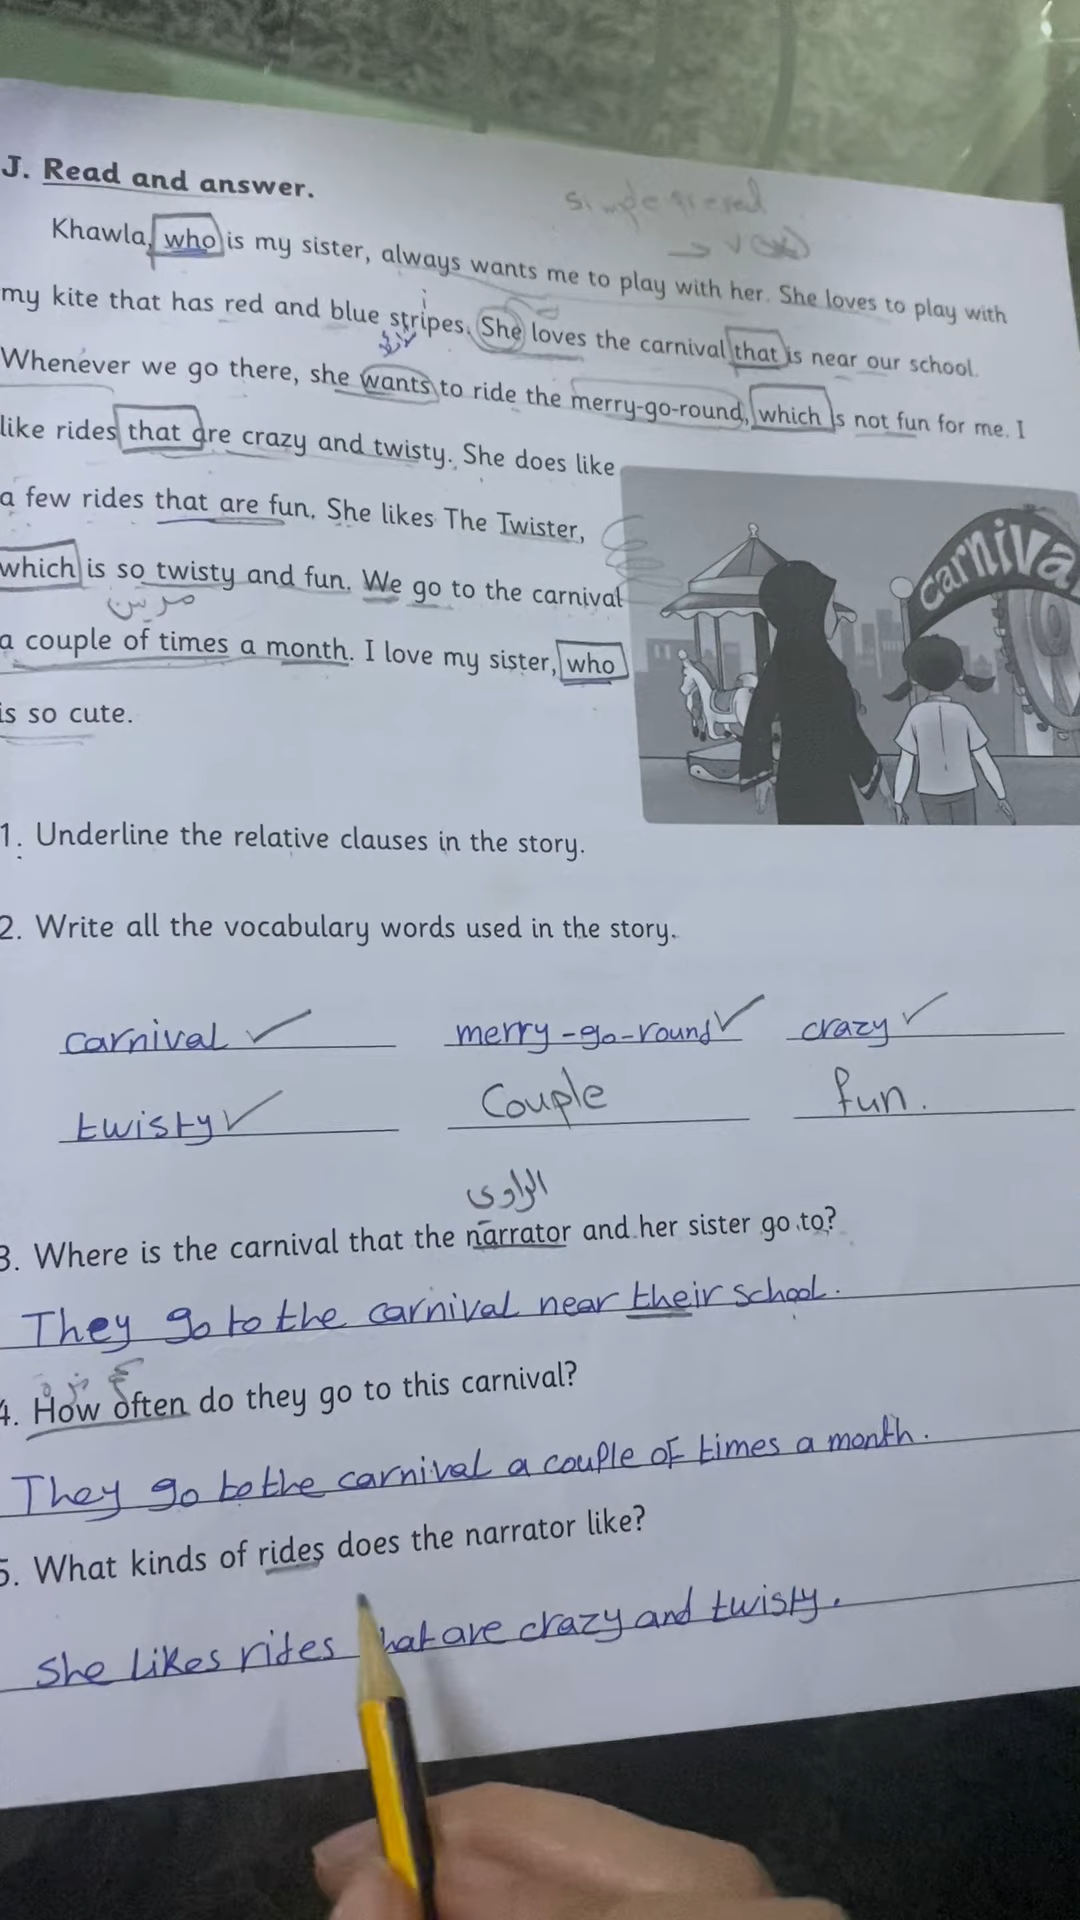 J. Read and answer.
simple
Khawla, who is my sister, always wants me to play with her. She loves to play with
my kite that has red and blue stripes. She loves the carnival that is near our school.
Whenever we go there, she wants to ride the merry-go-round, which is not fun for me. I
like rides that are crazy and twisty. She does like
a few rides that are fun. She likes The Twister,
which is so twisty and fun. We go to the carnival
مرتين
a couple of times a month. I love my sister, who
is so cute.
carniva
1. Underline the relative clauses in the story.
2. Write all the vocabulary words used in the story.
carnival merry-go-round crazy
twisty Couple fun.
الراوي
3. Where is the carnival that the narrator and her sister go to?
They go to the carnival near their school.
4. How often do they go to this carnival?
They go to the carnival a couple of times a month.
5. What kinds of rides does the narrator like?
she likes rides hat are crazy and twisty.